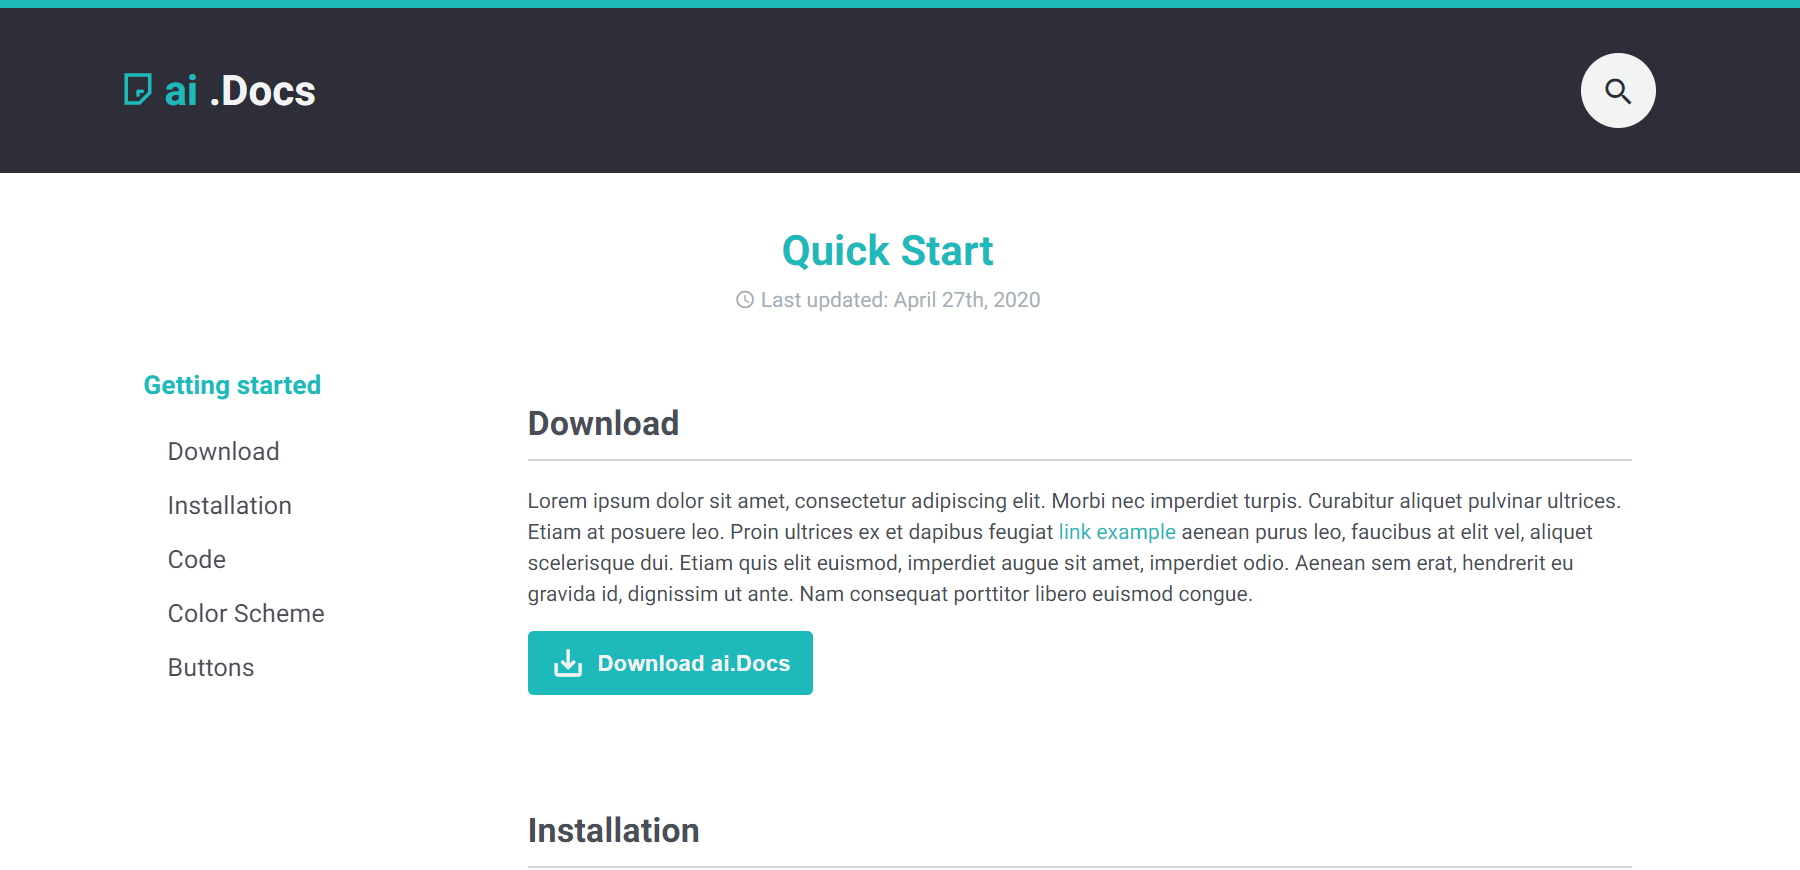 ai .Docs
Quick Start
Last updated: April 27th, 2020
Getting started
Download
Installation
Code
Color Scheme
Buttons
Download
Lorem ipsum dolor sit amet, consectetur adipiscing elit. Morbi nec imperdiet turpis. Curabitur aliquet pulvinar ultrices.
Etiam at posuere leo. Proin ultrices ex et dapibus feugiat link example aenean purus leo, faucibus at elit vel, aliquet
scelerisque dui. Etiam quis elit euismod, imperdiet augue sit amet, imperdiet odio. Aenean sem erat, hendrerit eu
gravida id, dignissim ut ante. Nam consequat porttitor libero euismod congue.
Download ai.Docs
Installation